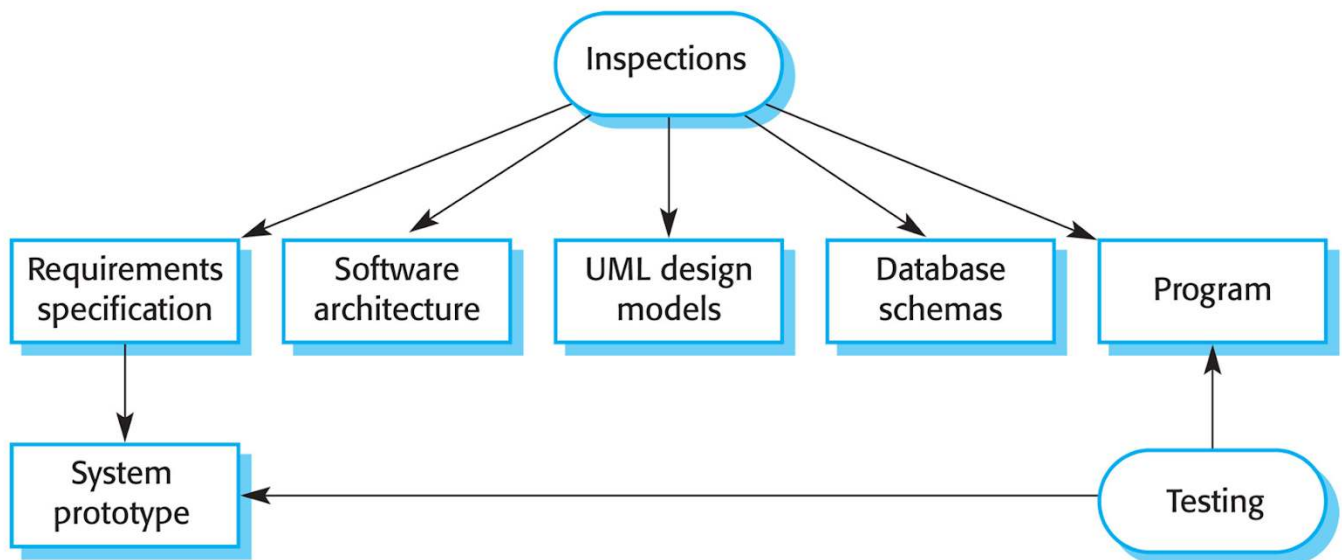 Inspections
Requirements
specification
Software
architecture
UML design
models
Database
schemas
Program
System
prototype
Testing